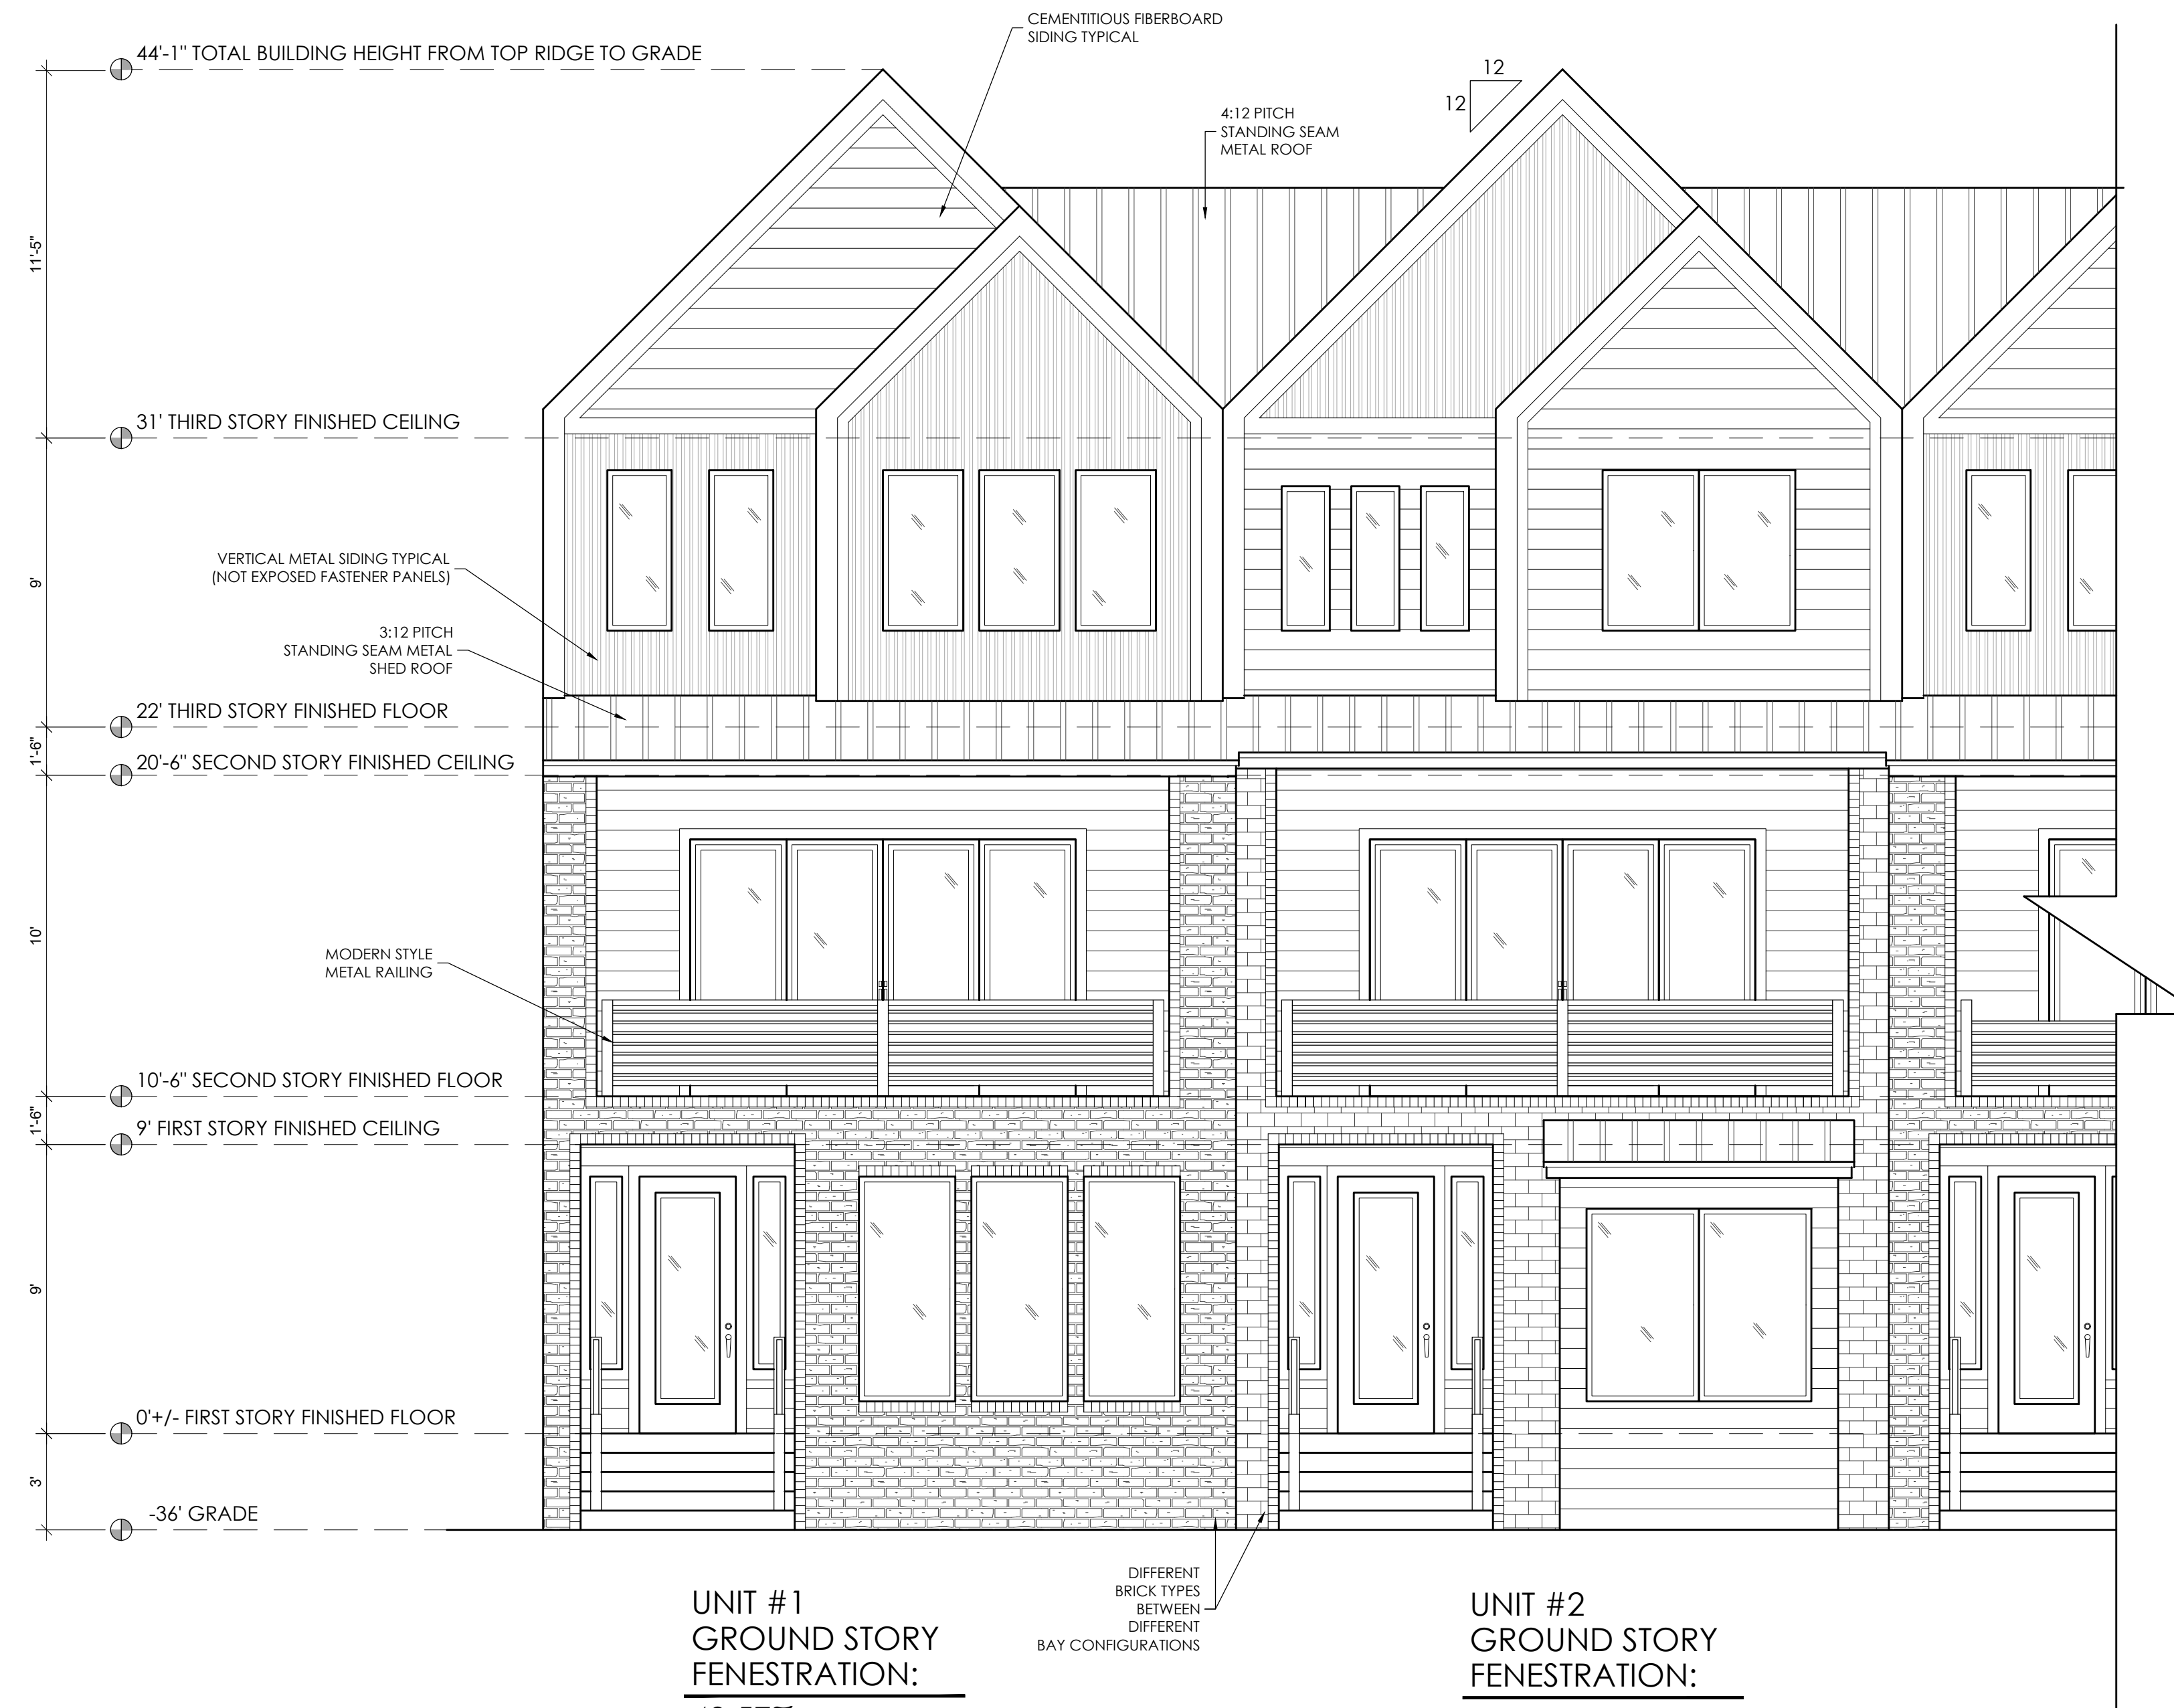 CEMENTITIOUS FIBERBOARD
SIDING TYPICAL
44'-1" TOTAL BUILDING HEIGHT FROM TOP RIDGE TO GRADE
12
12
4:12 PITCH
STANDING SEAM
METAL ROOF
11'-5"
31' THIRD STORY FINISHED CEILING
VERTICAL METAL SIDING TYPICAL
(NOT EXPOSED FASTENER PANELS)
9'
3:12 PITCH
STANDING SEAM METAL
SHED ROOF
22' THIRD STORY FINISHED FLOOR
1'-6"
20'-6" SECOND STORY FINISHED CEILING
10'
MODERN STYLE
METAL RAILING
10'-6" SECOND STORY FINISHED FLOOR
1'-6"
9' FIRST STORY FINISHED CEILING
9'
0'+/- FIRST STORY FINISHED FLOOR
3'
-36' GRADE
DIFFERENT
BRICK TYPES
BETWEEN
DIFFERENT
BAY CONFIGURATIONS
UNIT #1
GROUND STORY
FENESTRATION:
UNIT #2
GROUND STORY
FENESTRATION: